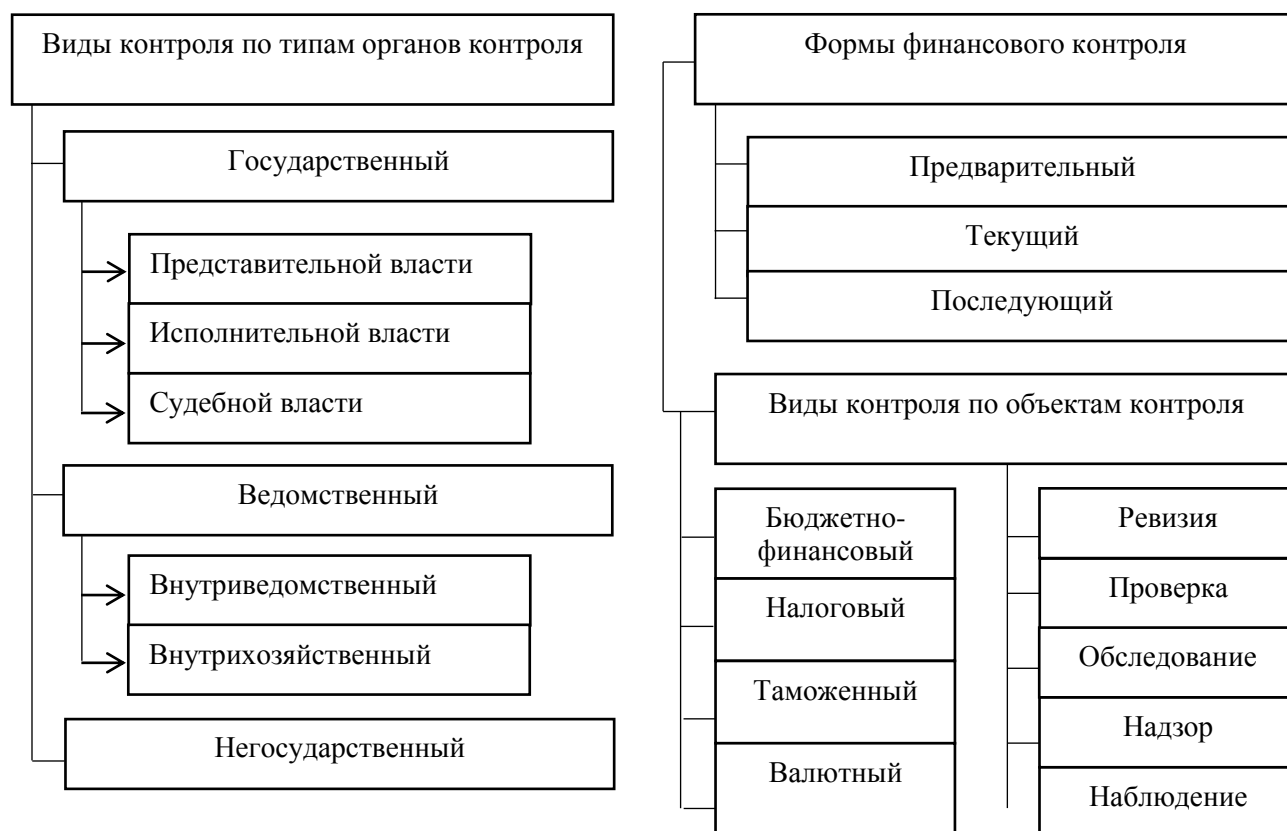 Виды контроля по типам органов контроля
Государственный
Представительной власти
Исполнительной власти
Судебной власти
Ведомственный
Внутриведомственный
Внутрихозяйственный
Негосударственный
Формы финансового контроля
Предварительный
Текущий
Последующий
Виды контроля по объектам контроля
Бюджетно-
финансовый
Налоговый
Таможенный
Валютный
Ревизия
Проверка
Обследование
Надзор
Наблюдение